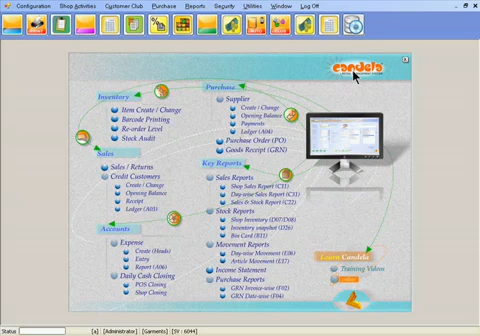 Configuration Shop Activities Customer Club Purchase Reports Security Utilities Window Log Off
candela
Inventory
Item Create / Change
Barcode Printing
Re-order Level
Stock Audit
Sales
Sales / Returns
Credit Customers
Create / Change
Opening Balance
Receipt
Ledger (A03)
Accounts
Expense
Create (Heads)
Entry
Report (A06)
Daily Cash Closing
POS Closing
Shop Closing
Purchase
Supplier
Create / Change
Opening Balance
Payments
Ledger (A04)
Purchase Order (PO)
Goods Receipt (GRN)
Key Reports
Sales Reports
Shop Sales Report (C11)
Day-wise Sales (C31)
Sales & Stock Report (C22)
Stock Reports
Shop Inventory (D07/D08)
Inventory snapshot (D26)
Bin Card (B11)
Movement Reports
Day-wise Movement (E06)
Article Movement (E17)
Income Statement
Purchase Reports
GRN Invoice-wise (F02)
GRN Date-wise (F04)
Learn Candela
Training Videos
Status [a] [Administrator] [Garments] [SV : 6044]